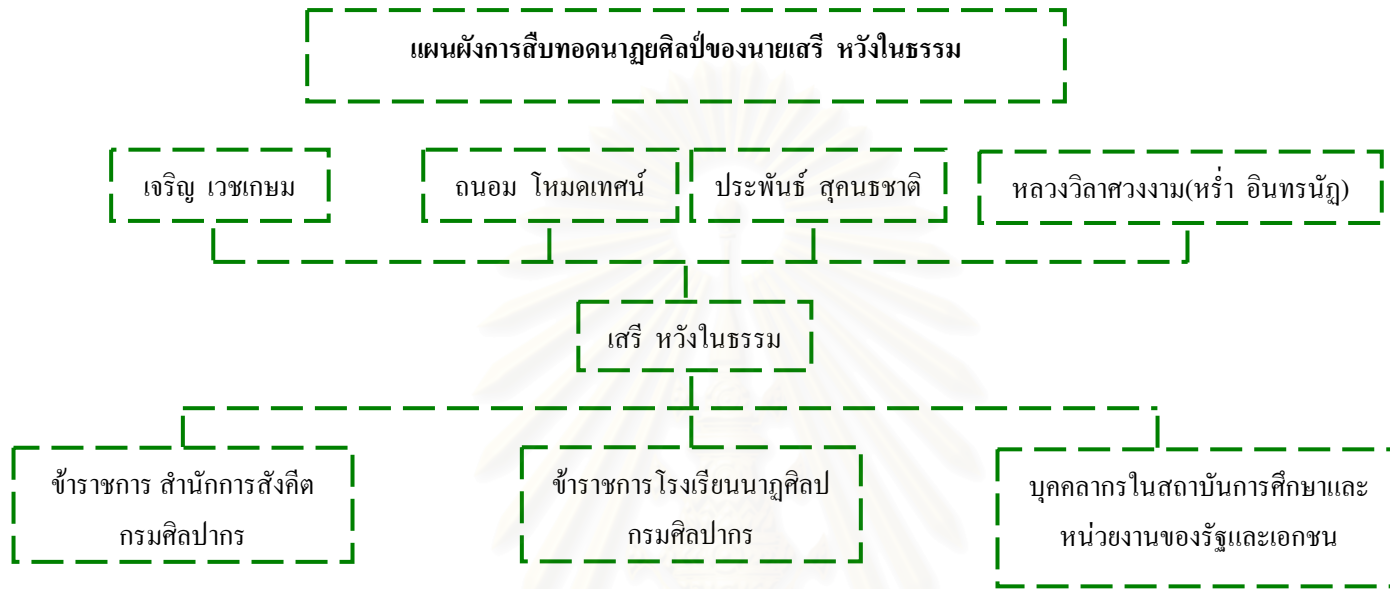 แผนผังการสืบทอดนาฏยศิลป์ของนายเสรี หวังในธรรม
เจริญ เวชเกษม
ถนอม โหมดเทศน์
ประพันธ์ สุคนธชาติ
หลวงวิลาศวงงาม(หร่ำ อินทรนัฏ)
เสรี หวังในธรรม
ข้าราชการ สำนักการสังคีต
กรมศิลปากร
ข้าราชการโรงเรียนนาฏศิลป
กรมศิลปากร
บุคคลากรในสถาบันการศึกษาและ
หน่วยงานของรัฐและเอกชน